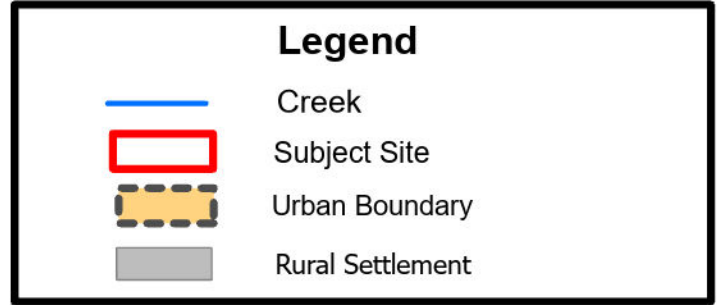 Legend
Creek
Subject Site
Urban Boundary
Rural Settlement